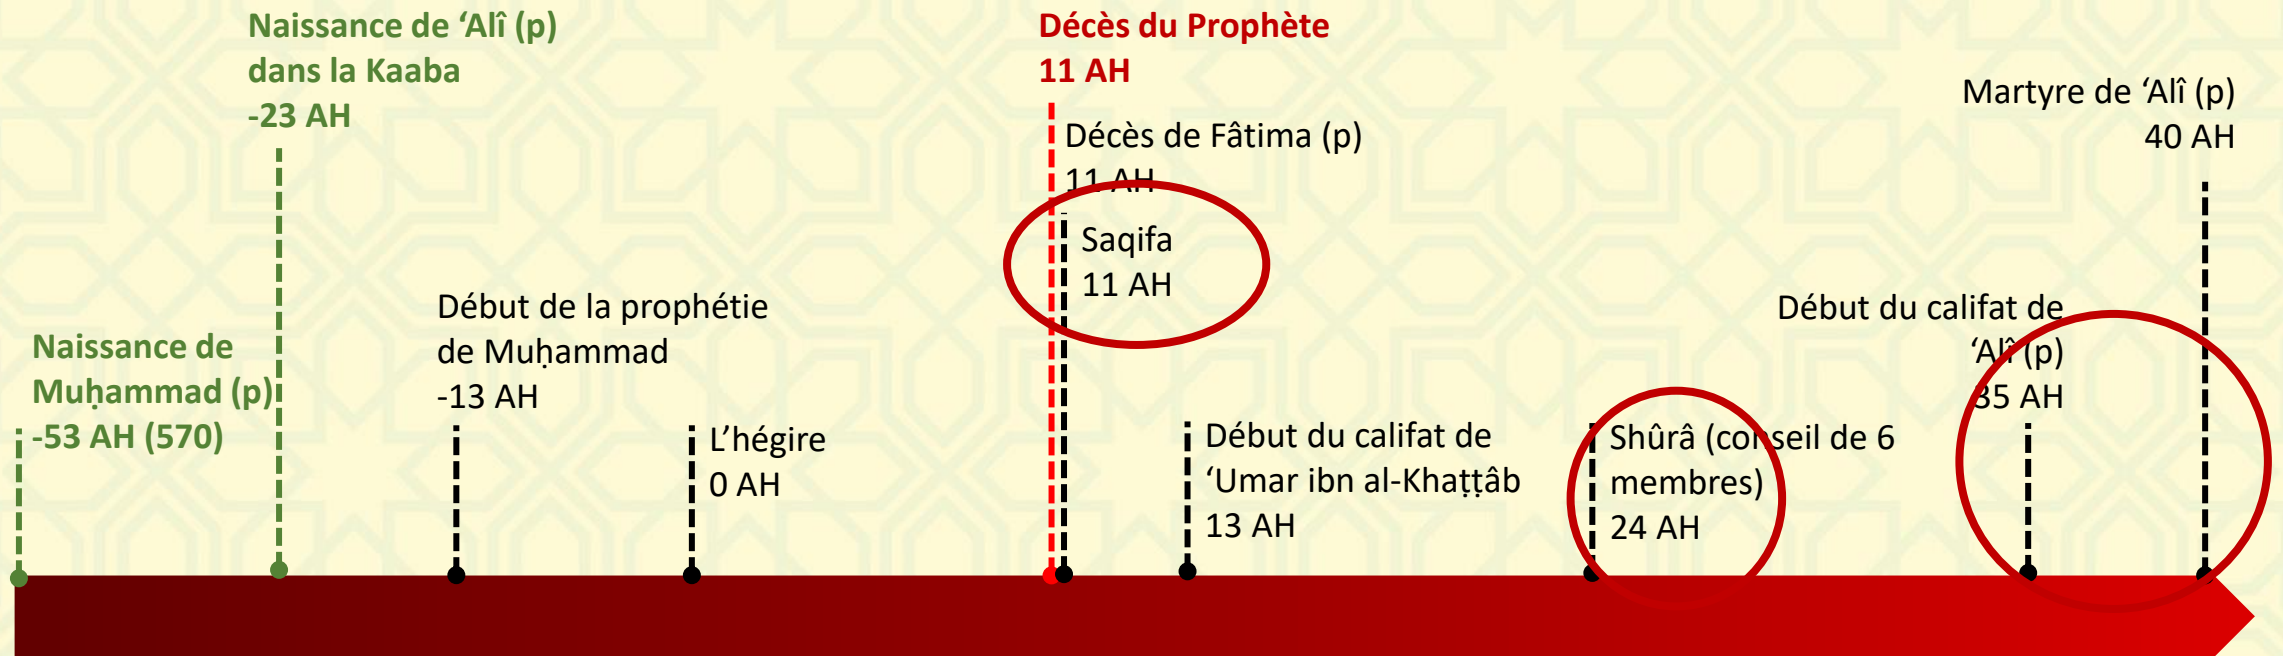 Naissance de ‘Alî (p)
dans la Kaaba
-23 AH
Décès du Prophète
11 AH
Martyre de ‘Alî (p)
40 AH
Décès de Fâtima (p)
11 AH
Saqifa
11 AH
Naissance de
Muḥammad (p)
-53 AH (570)
Début de la prophétie
de Muḥammad
-13 AH
L’hégire
0 AH
Début du califat de
‘Umar ibn al-Khaṭṭâb
13 AH
Shûrâ (conseil de 6
membres)
24 AH
Début du califat de
‘Alî (p)
35 AH